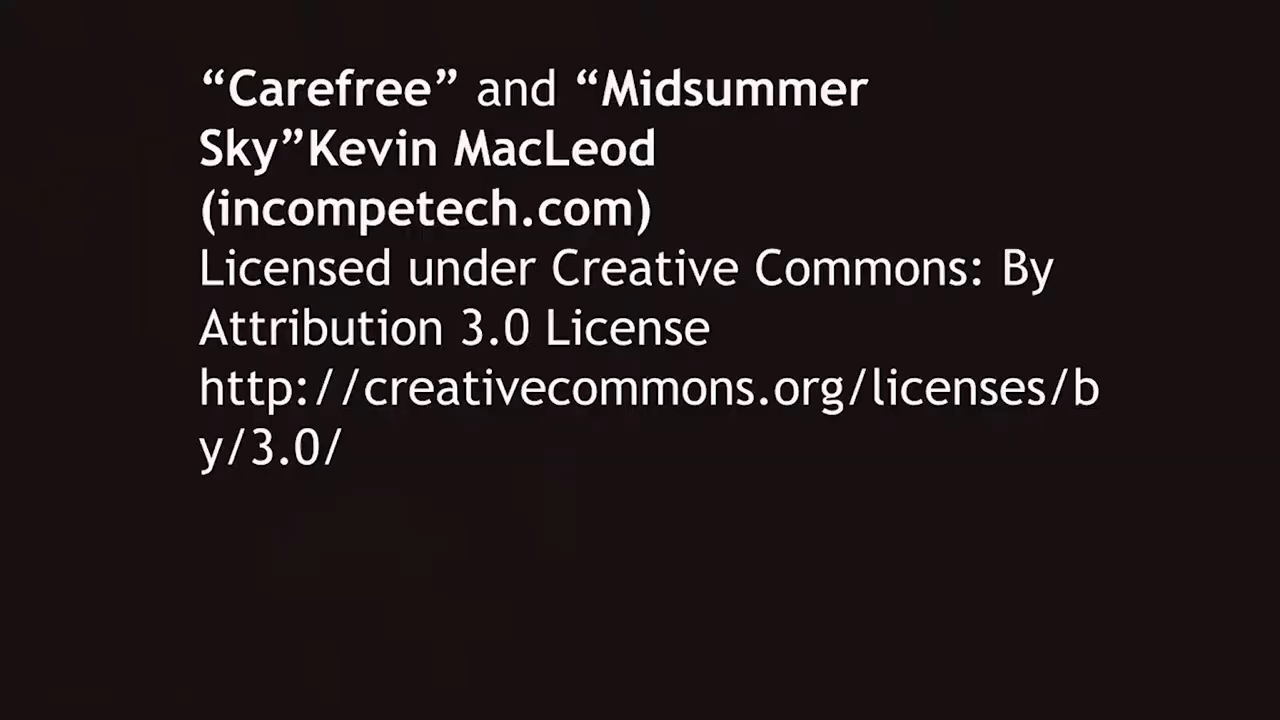 “Carefree” and “Midsummer
Sky”Kevin MacLeod
(incompetech.com)
Licensed under Creative Commons: By
Attribution 3.0 License
http://creativecommons.org/licenses/b
y/3.0/